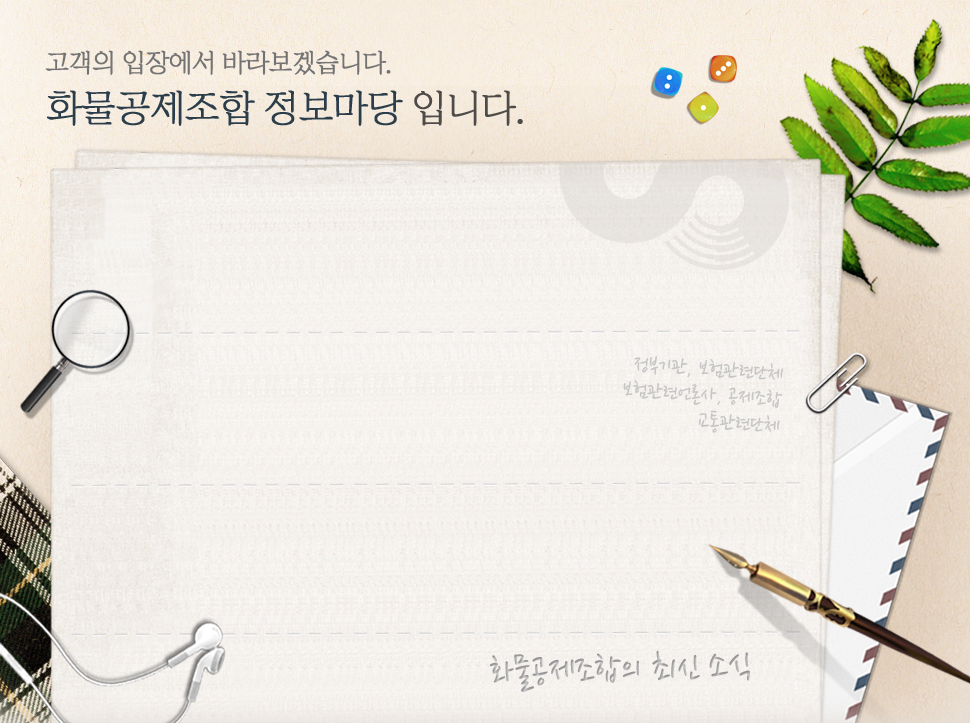 고객의 입장에서 바라보겠습니다.
화물공제조합 정보마당 입니다.
정부기관, 보험관련단체
보험관련언론사, 공제조합
교통관련단체
화물공제조합의 최신 소식